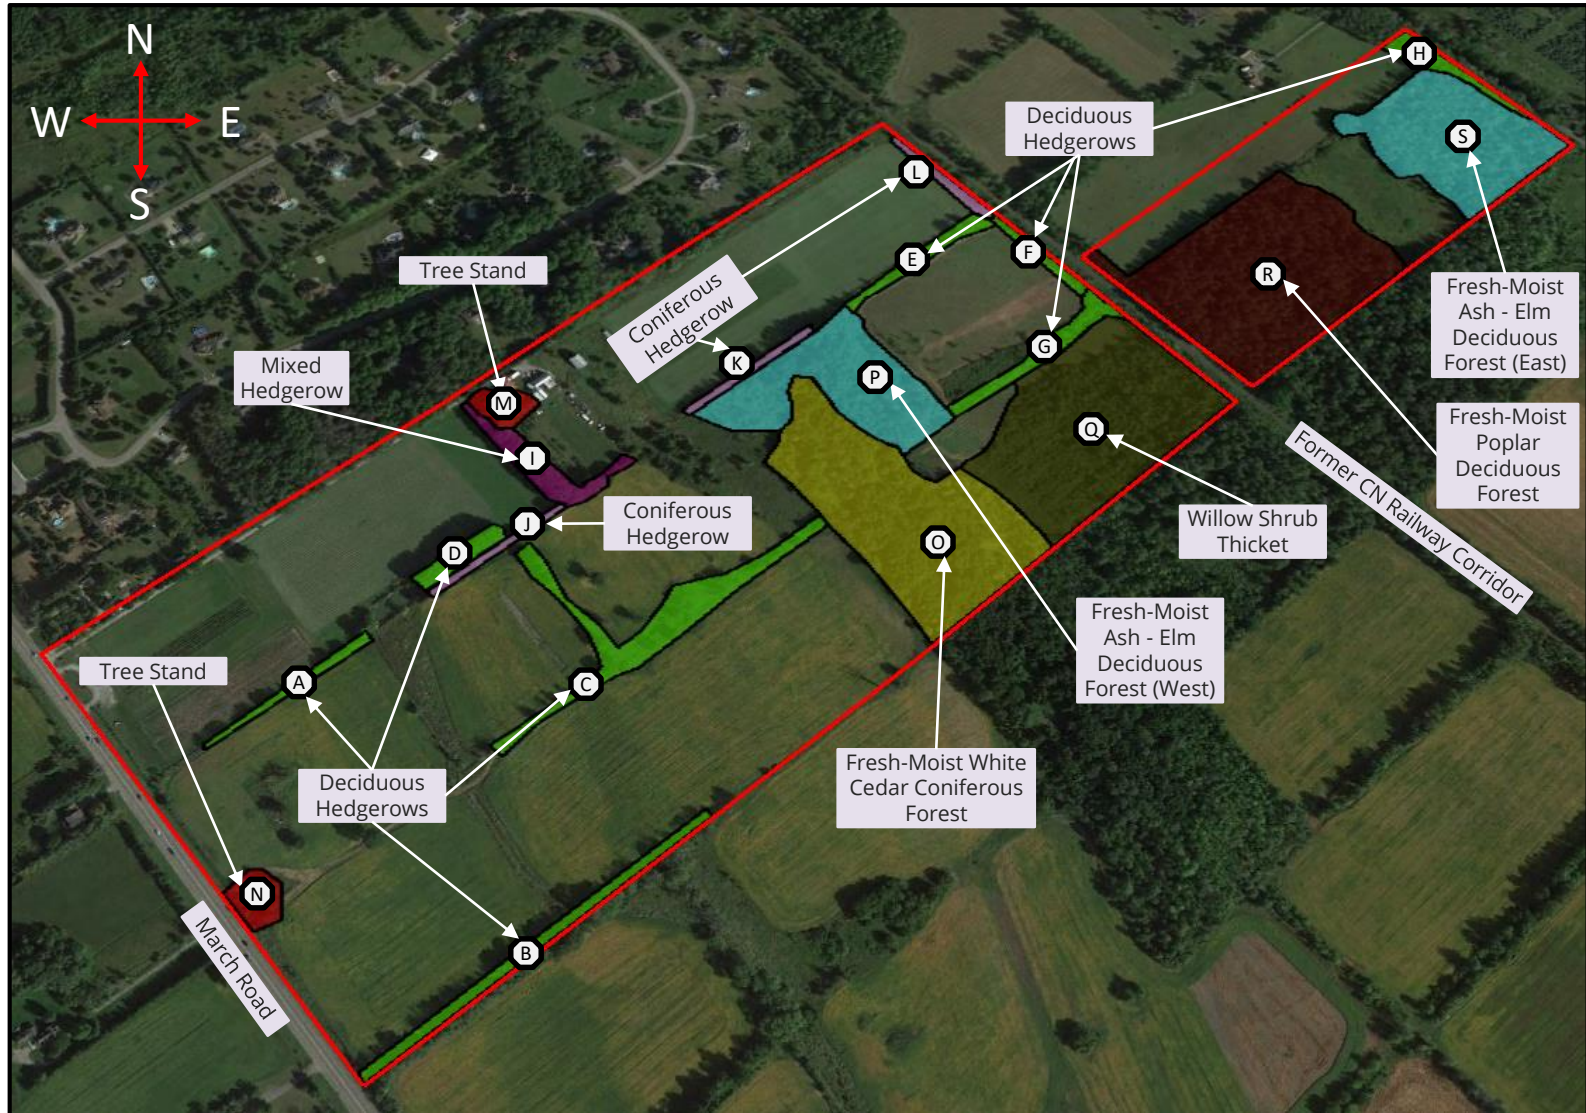 N
W
E
S
H
Deciduous
Hedgerows
S
L
E
F
Tree Stand
Coniferous
Hedgerow
R
Fresh-Moist
Ash - Elm
Deciduous
Forest (East)
Mixed
Hedgerow
K
G
M
P
I
Q
Fresh-Moist
Poplar
Deciduous
Forest
Former CN Railway Corridor
J
Coniferous
Hedgerow
Willow Shrub
Thicket
D
O
Fresh-Moist
Ash - Elm
Deciduous
Forest (West)
Tree Stand
A
C
Deciduous
Hedgerows
Fresh-Moist White
Cedar Coniferous
Forest
N
B
March Road